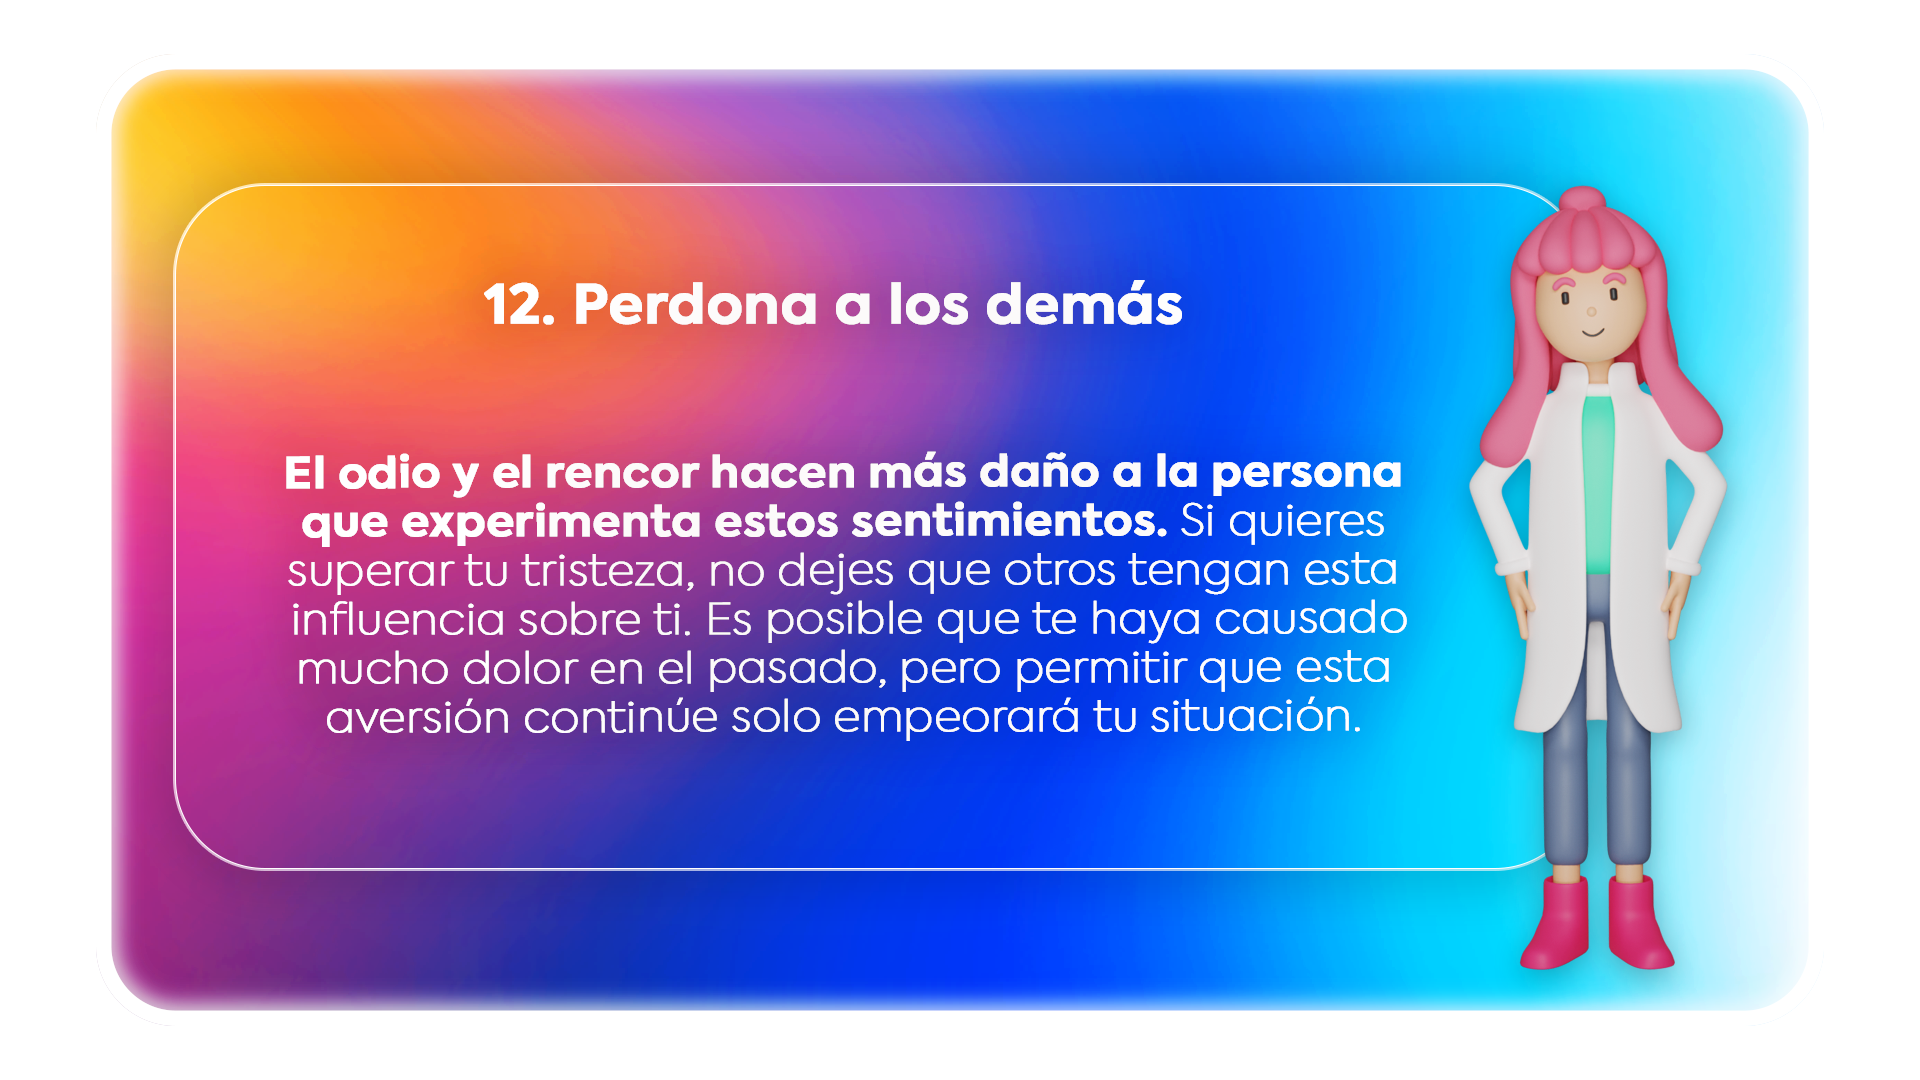 12. Perdona a los demás
El odio y el rencor hacen más daño a la persona
que experimenta estos sentimientos. Si quieres
superar tu tristeza, no dejes que otros tengan esta
influencia sobre ti. Es posible que te haya causado
mucho dolor en el pasado, pero permitir que esta
aversión continúe solo empeorará tu situación.